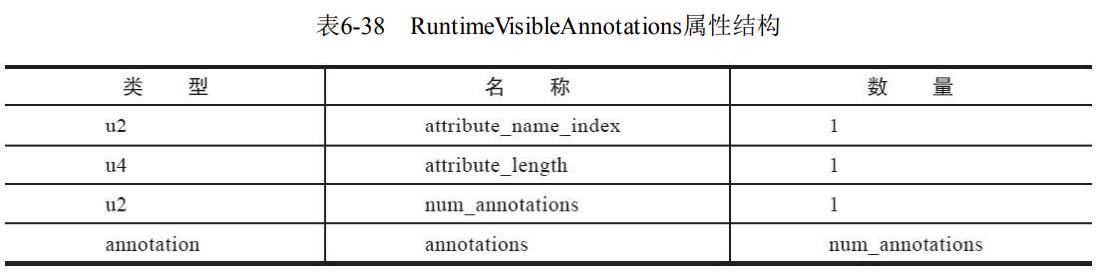 表6-38 RuntimeVisibleAnnotations属性结构
类 型 名 称 数 量
u2 attribute_name_index 1
u4 attribute_length 1
u2 num_annotations 1
annotation annotations num_annotations